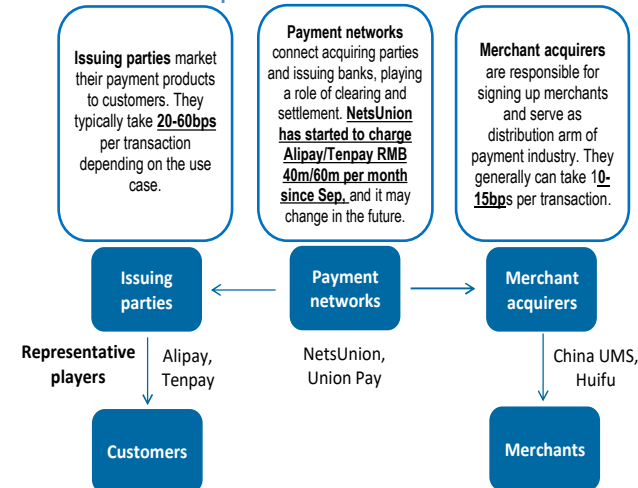 Issuing parties market
their payment products
to customers. They
typically take 20-60bps
per transaction
depending on the use
case.
Payment networks
connect acquiring parties
and issuing banks, playing
a role of clearing and
settlement. NetsUnion
has started to charge
Alipay/Tenpay RMB
40m/60m per month
since Sep, and it may
change in the future.
Merchant acquirers
are responsible for
signing up merchants
and serve as
distribution arm of
payment industry. They
generally can take 10-
15bps per transaction.
Issuing
parties
Payment
networks
Merchant
acquirers
Representative
players
Alipay,
Tenpay
NetsUnion,
Union Pay
China UMS,
Huifu
Customers
Merchants